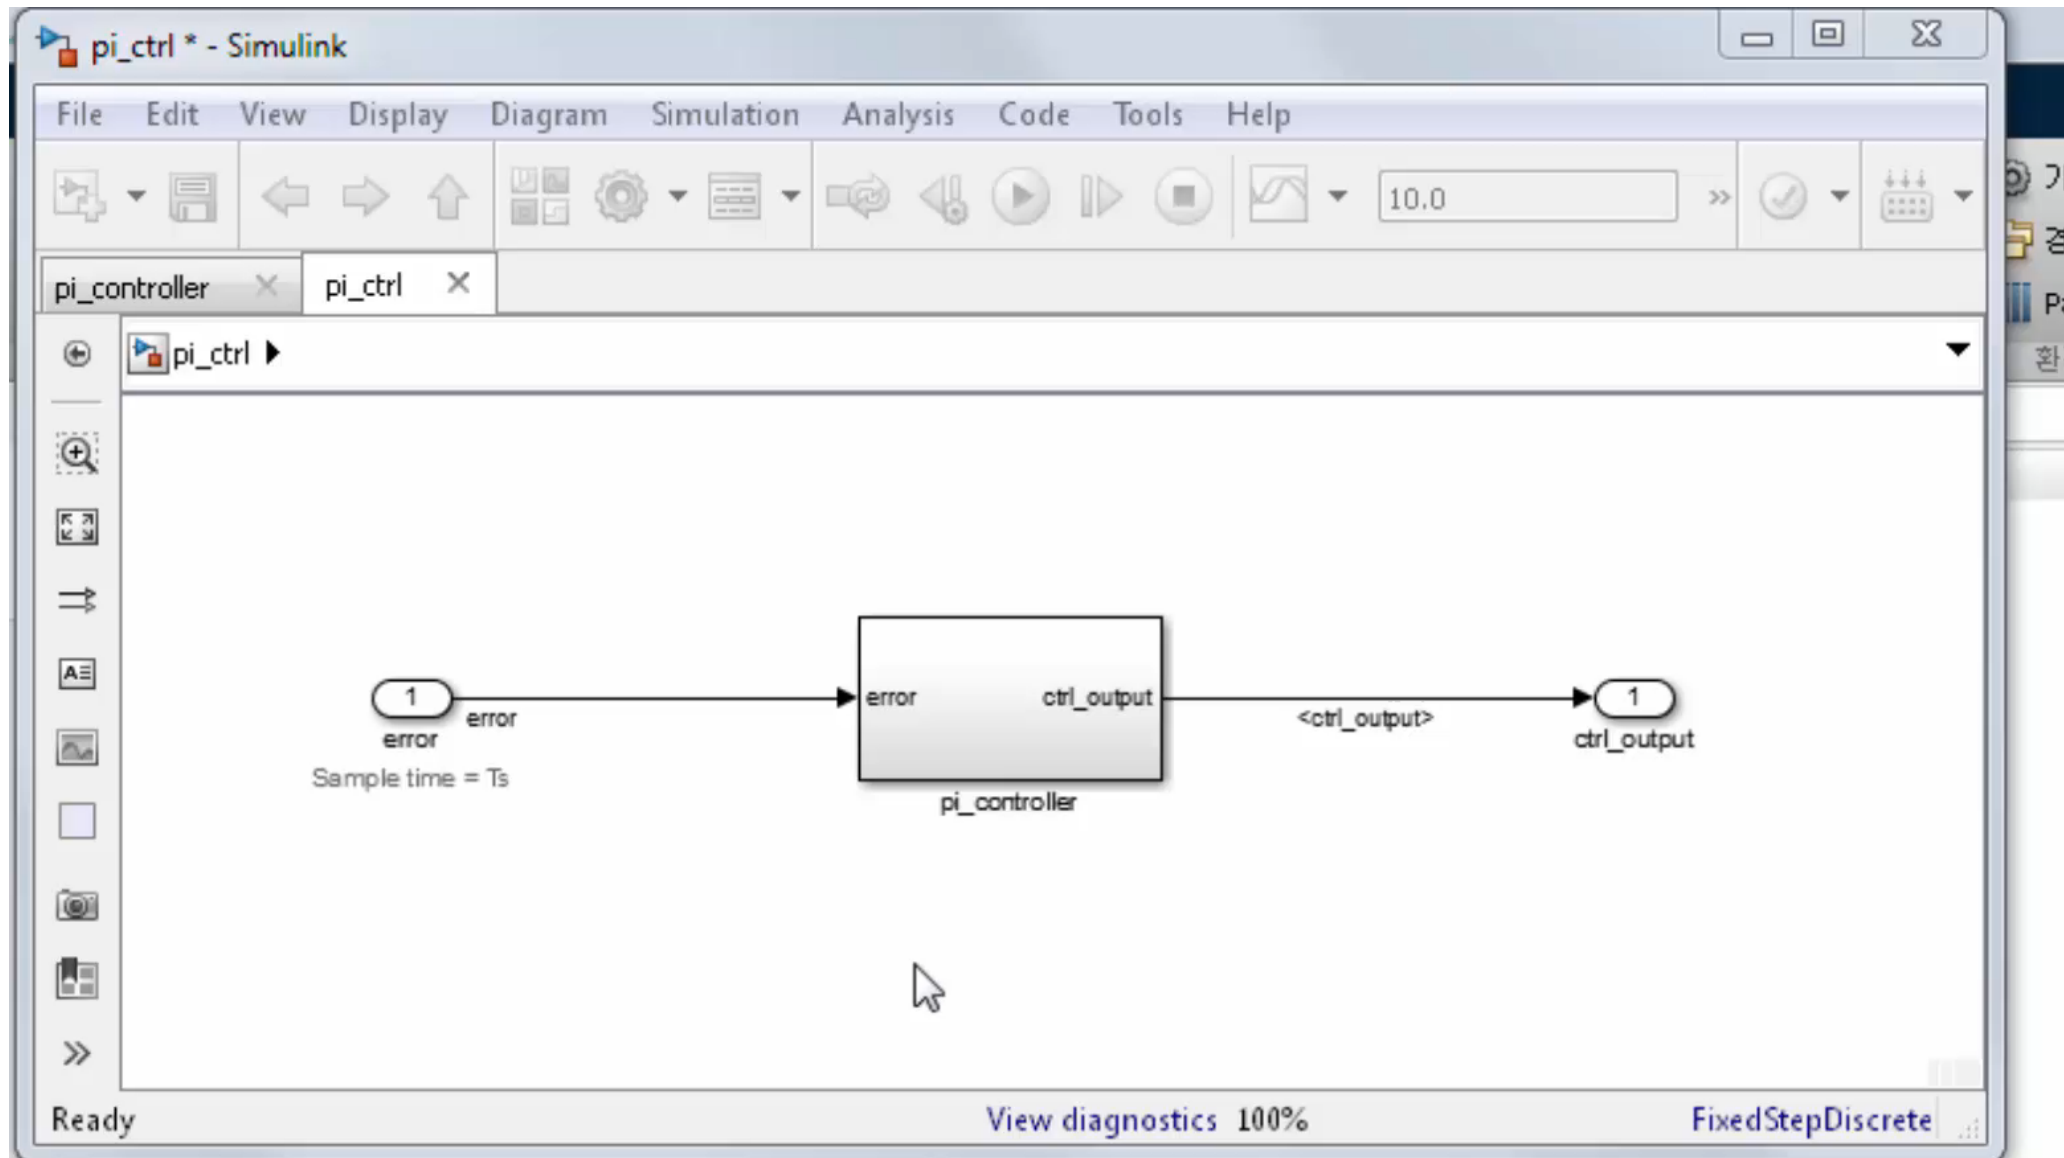 pi_ctrl * - Simulink
File Edit View Display Diagram Simulation Analysis Code Tools Help
10.0
pi_controller
pi_ctrl
pi_ctrl
1
error
error
Sample time = Ts
error
ctrl_output
pi_controller
<ctrl_output>
1
ctrl_output
Ready
View diagnostics 100%
FixedStepDiscrete